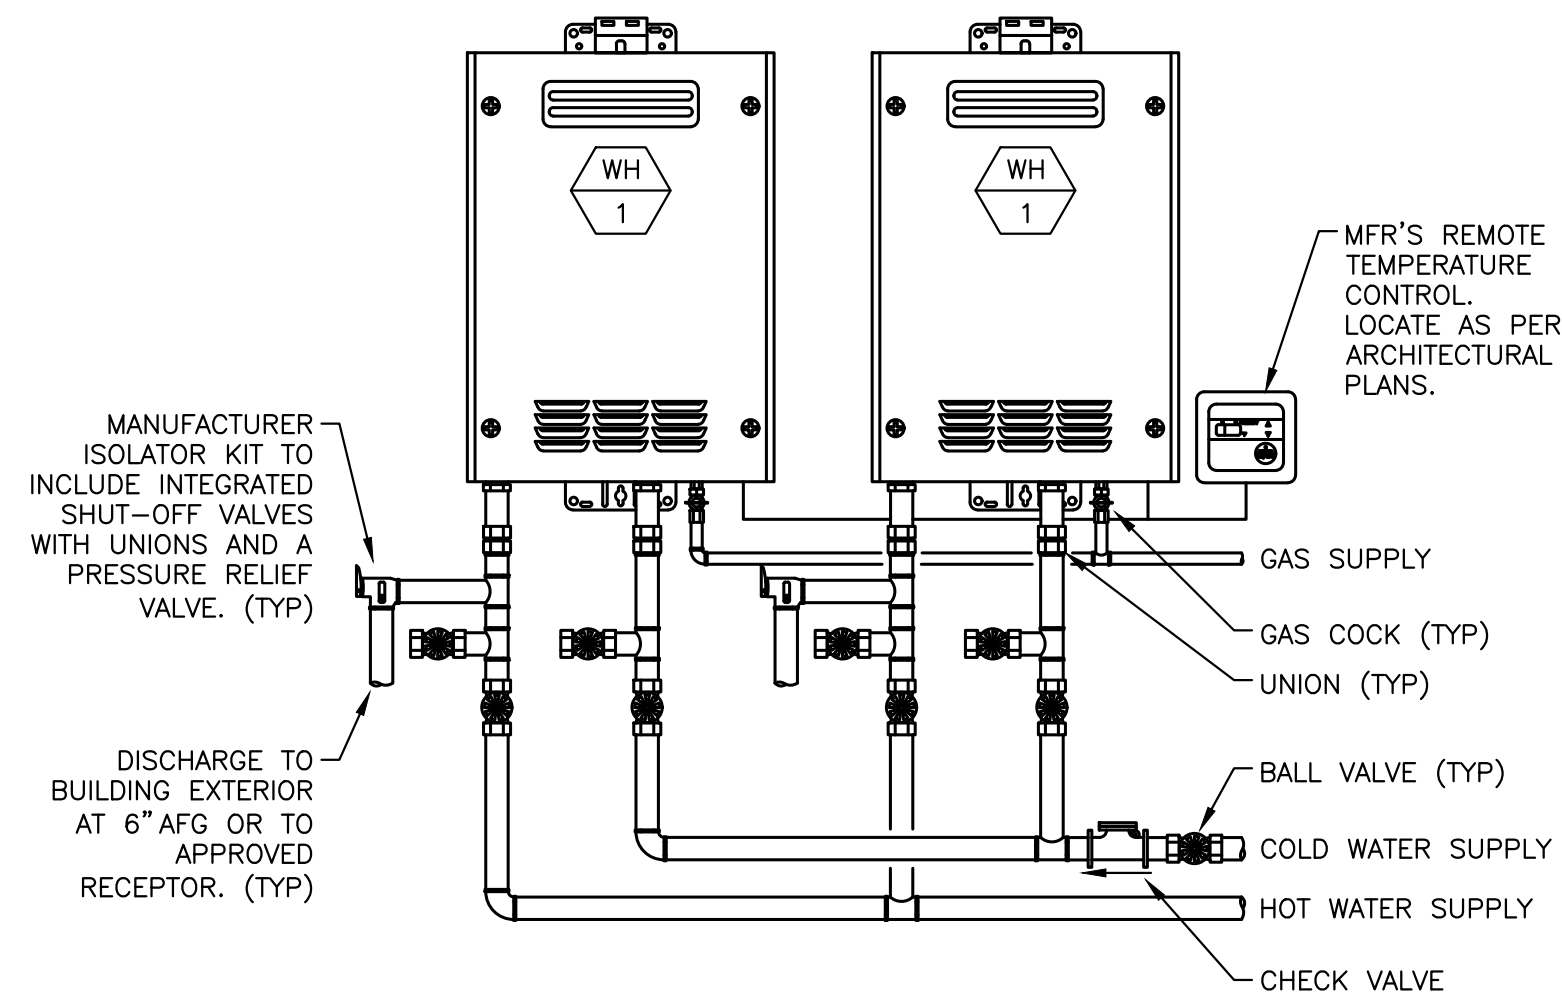 WH
1
WH
1
MFR'S REMOTE
TEMPERATURE
CONTROL.
LOCATE AS PER
ARCHITECTURAL
PLANS.
MANUFACTURER
ISOLATOR KIT TO
INCLUDE INTEGRATED
SHUT-OFF VALVES
WITH UNIONS AND A
PRESSURE RELIEF
VALVE. (TYP)
GAS SUPPLY
GAS COCK (TYP)
UNION (TYP)
DISCHARGE TO
BUILDING EXTERIOR
AT 6" AFG OR TO
APPROVED
RECEPTOR. (TYP)
BALL VALVE (TYP)
COLD WATER SUPPLY
HOT WATER SUPPLY
CHECK VALVE